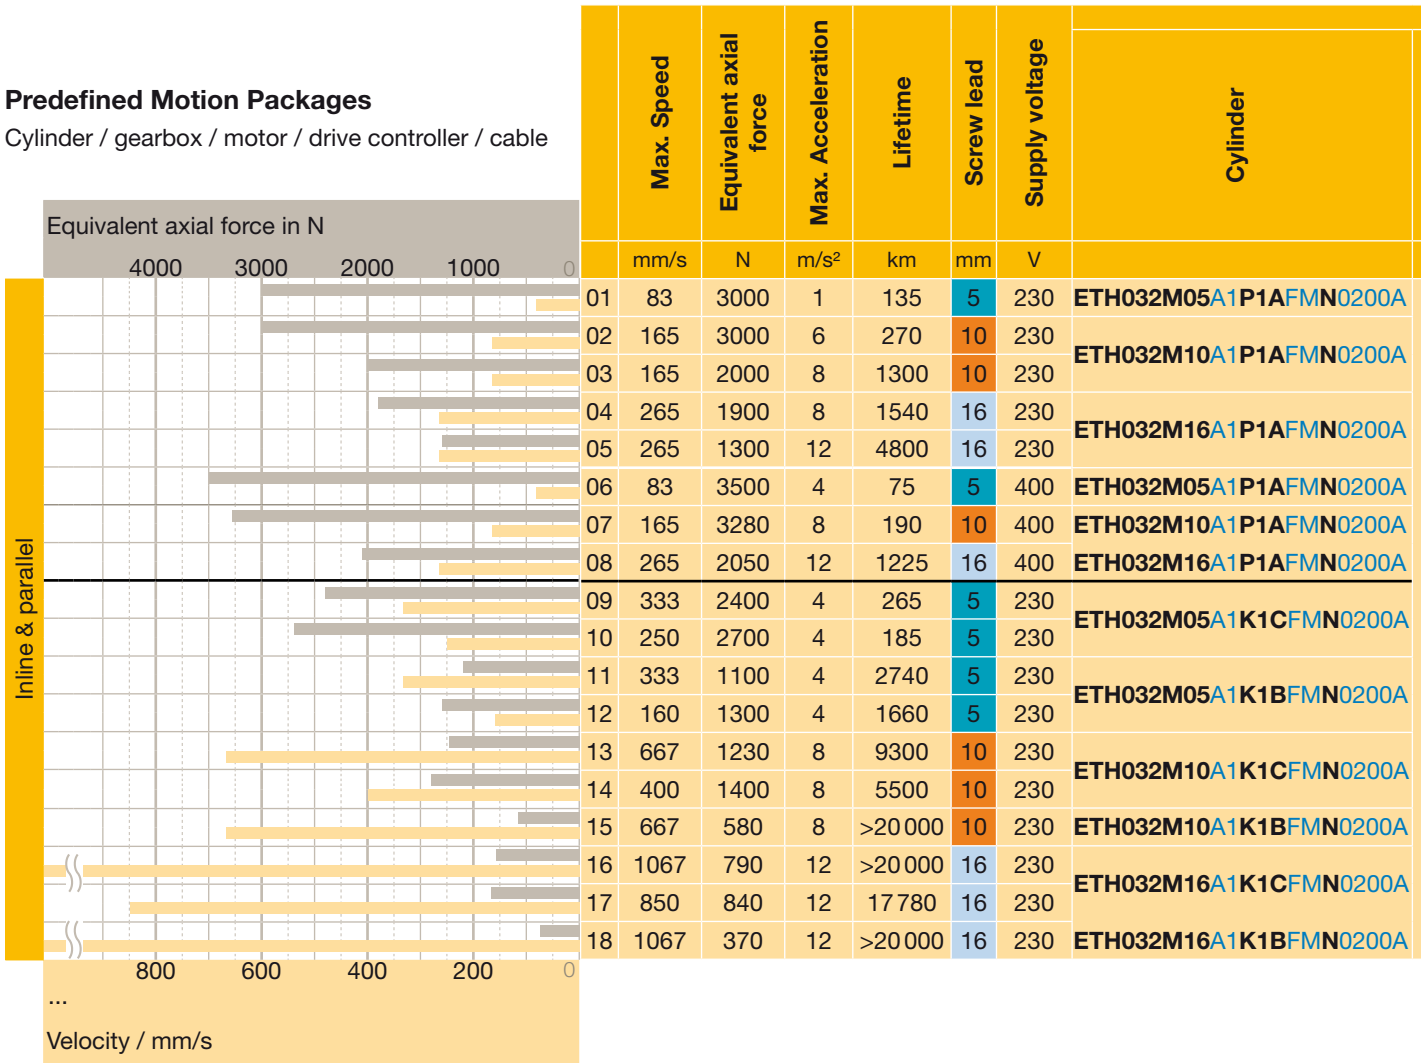 Predefined Motion Packages
Cylinder / gearbox / motor / drive controller / cable
Equivalent axial force in N
4000 3000 2000 1000 0
Max. Speed
Equivalent axial force
Max. Acceleration
Lifetime
Screw lead
Supply voltage
Cylinder
mm/s N m/s² km mm V
Inline & parallel
01 83 3000 1 135 5 230 ETH032M05A1P1AFMN0200A
02 165 3000 6 270 10 230
ETH032M10A1P1AFMN0200A
03 165 2000 8 1300 10 230
04 265 1900 8 1540 16 230
ETH032M16A1P1AFMN0200A
05 265 1300 12 4800 16 230
06 83 3500 4 75 5 400 ETH032M05A1P1AFMN0200A
07 165 3280 8 190 10 400 ETH032M10A1P1AFMN0200A
08 265 2050 12 1225 16 400 ETH032M16A1P1AFMN0200A
09 333 2400 4 265 5 230
ETH032M05A1K1CFMN0200A
10 250 2700 4 185 5 230
11 333 1100 4 2740 5 230
ETH032M05A1K1BFMN0200A
12 160 1300 4 1660 5 230
13 667 1230 8 9300 10 230
ETH032M10A1K1CFMN0200A
14 400 1400 8 5500 10 230
15 667 580 8 >20 000 10 230 ETH032M10A1K1BFMN0200A
16 1067 790 12 >20 000 16 230
ETH032M16A1K1CFMN0200A
17 850 840 12 17 780 16 230
18 1067 370 12 >20 000 16 230 ETH032M16A1K1BFMN0200A
800 600 400 200 0
...
Velocity / mm/s